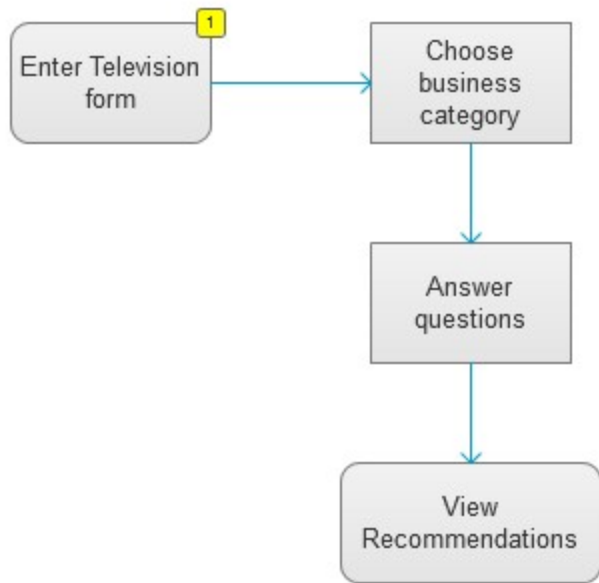 1
Enter Television
form
Choose
business
category
Answer
questions
View
Recommendations